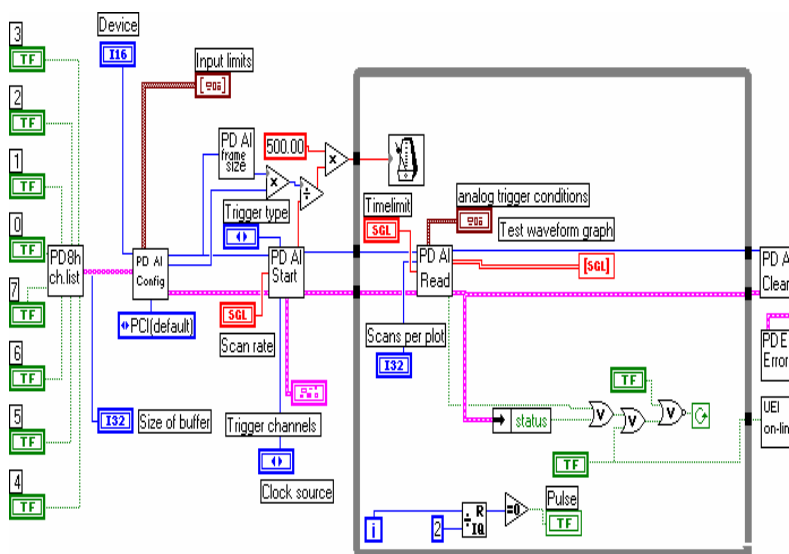 3
TF
2
TF
1
TF
0
TF
7
TF
6
TF
5
TF
4
TF
PD8h
ch.list
Device
I16
Input limits
PD AI
Config
PCI(default)
I32
Size of buffer
PD AI
frame
size
500.00
x
x
÷
Trigger type
PD AI
Start
SGL
Scan rate
Trigger channels
Clock source
Timelimit
SGL
analog trigger conditions
Test waveform graph
[SGL]
PD AI
Read
Scans per plot
I32
status
V
V
V
TF
TF
i
2
R
÷
IQ
=0
Pulse
TF
PD A
Clear
PD E
Error
UEI
on-lin